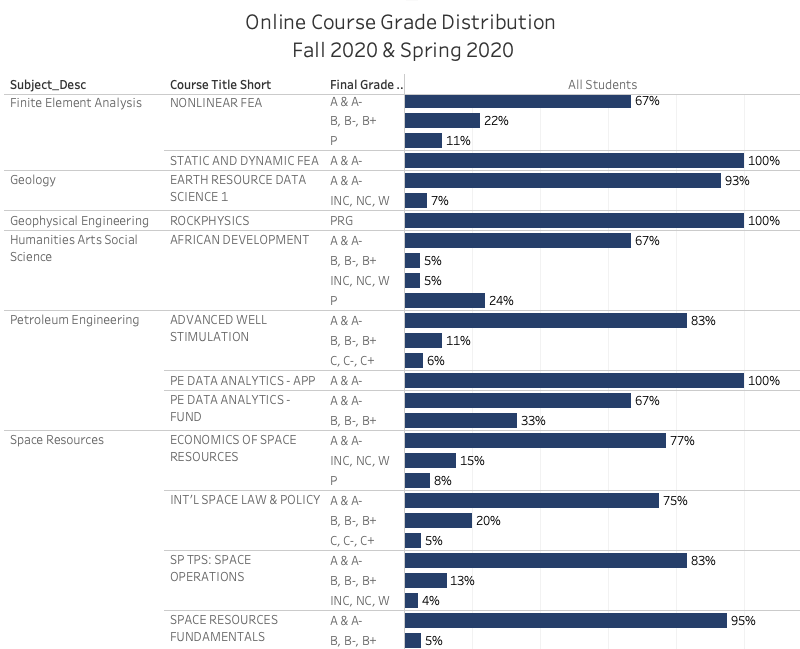 Online Course Grade Distribution
Fall 2020 & Spring 2020
Subject_Desc Course Title Short Final Grade .. All Students
Finite Element Analysis NONLINEAR FEA A & A- 67%
B, B-, B+ 22%
P 11%
STATIC AND DYNAMIC FEA A & A- 100%
Geology EARTH RESOURCE DATA A & A- 93%
SCIENCE 1 INC, NC, W 7%
Geophysical Engineering ROCKPHYSICS PRG 100%
Humanities Arts Social AFRICAN DEVELOPMENT A & A- 67%
Science B, B-, B+ 5%
INC, NC, W 5%
P 24%
Petroleum Engineering ADVANCED WELL A & A- 83%
STIMULATION B, B-, B+ 11%
C, C-, C+ 6%
PE DATA ANALYTICS - APP A & A- 100%
PE DATA ANALYTICS - A & A- 67%
FUND B, B-, B+ 33%
Space Resources ECONOMICS OF SPACE A & A- 77%
RESOURCES INC, NC, W 15%
P 8%
INT'L SPACE LAW & POLICY A & A- 75%
B, B-, B+ 20%
C, C-, C+ 5%
SP TPS: SPACE A & A- 83%
OPERATIONS B, B-, B+ 13%
INC, NC, W 4%
SPACE RESOURCES A & A- 95%
FUNDAMENTALS B, B-, B+ 5%